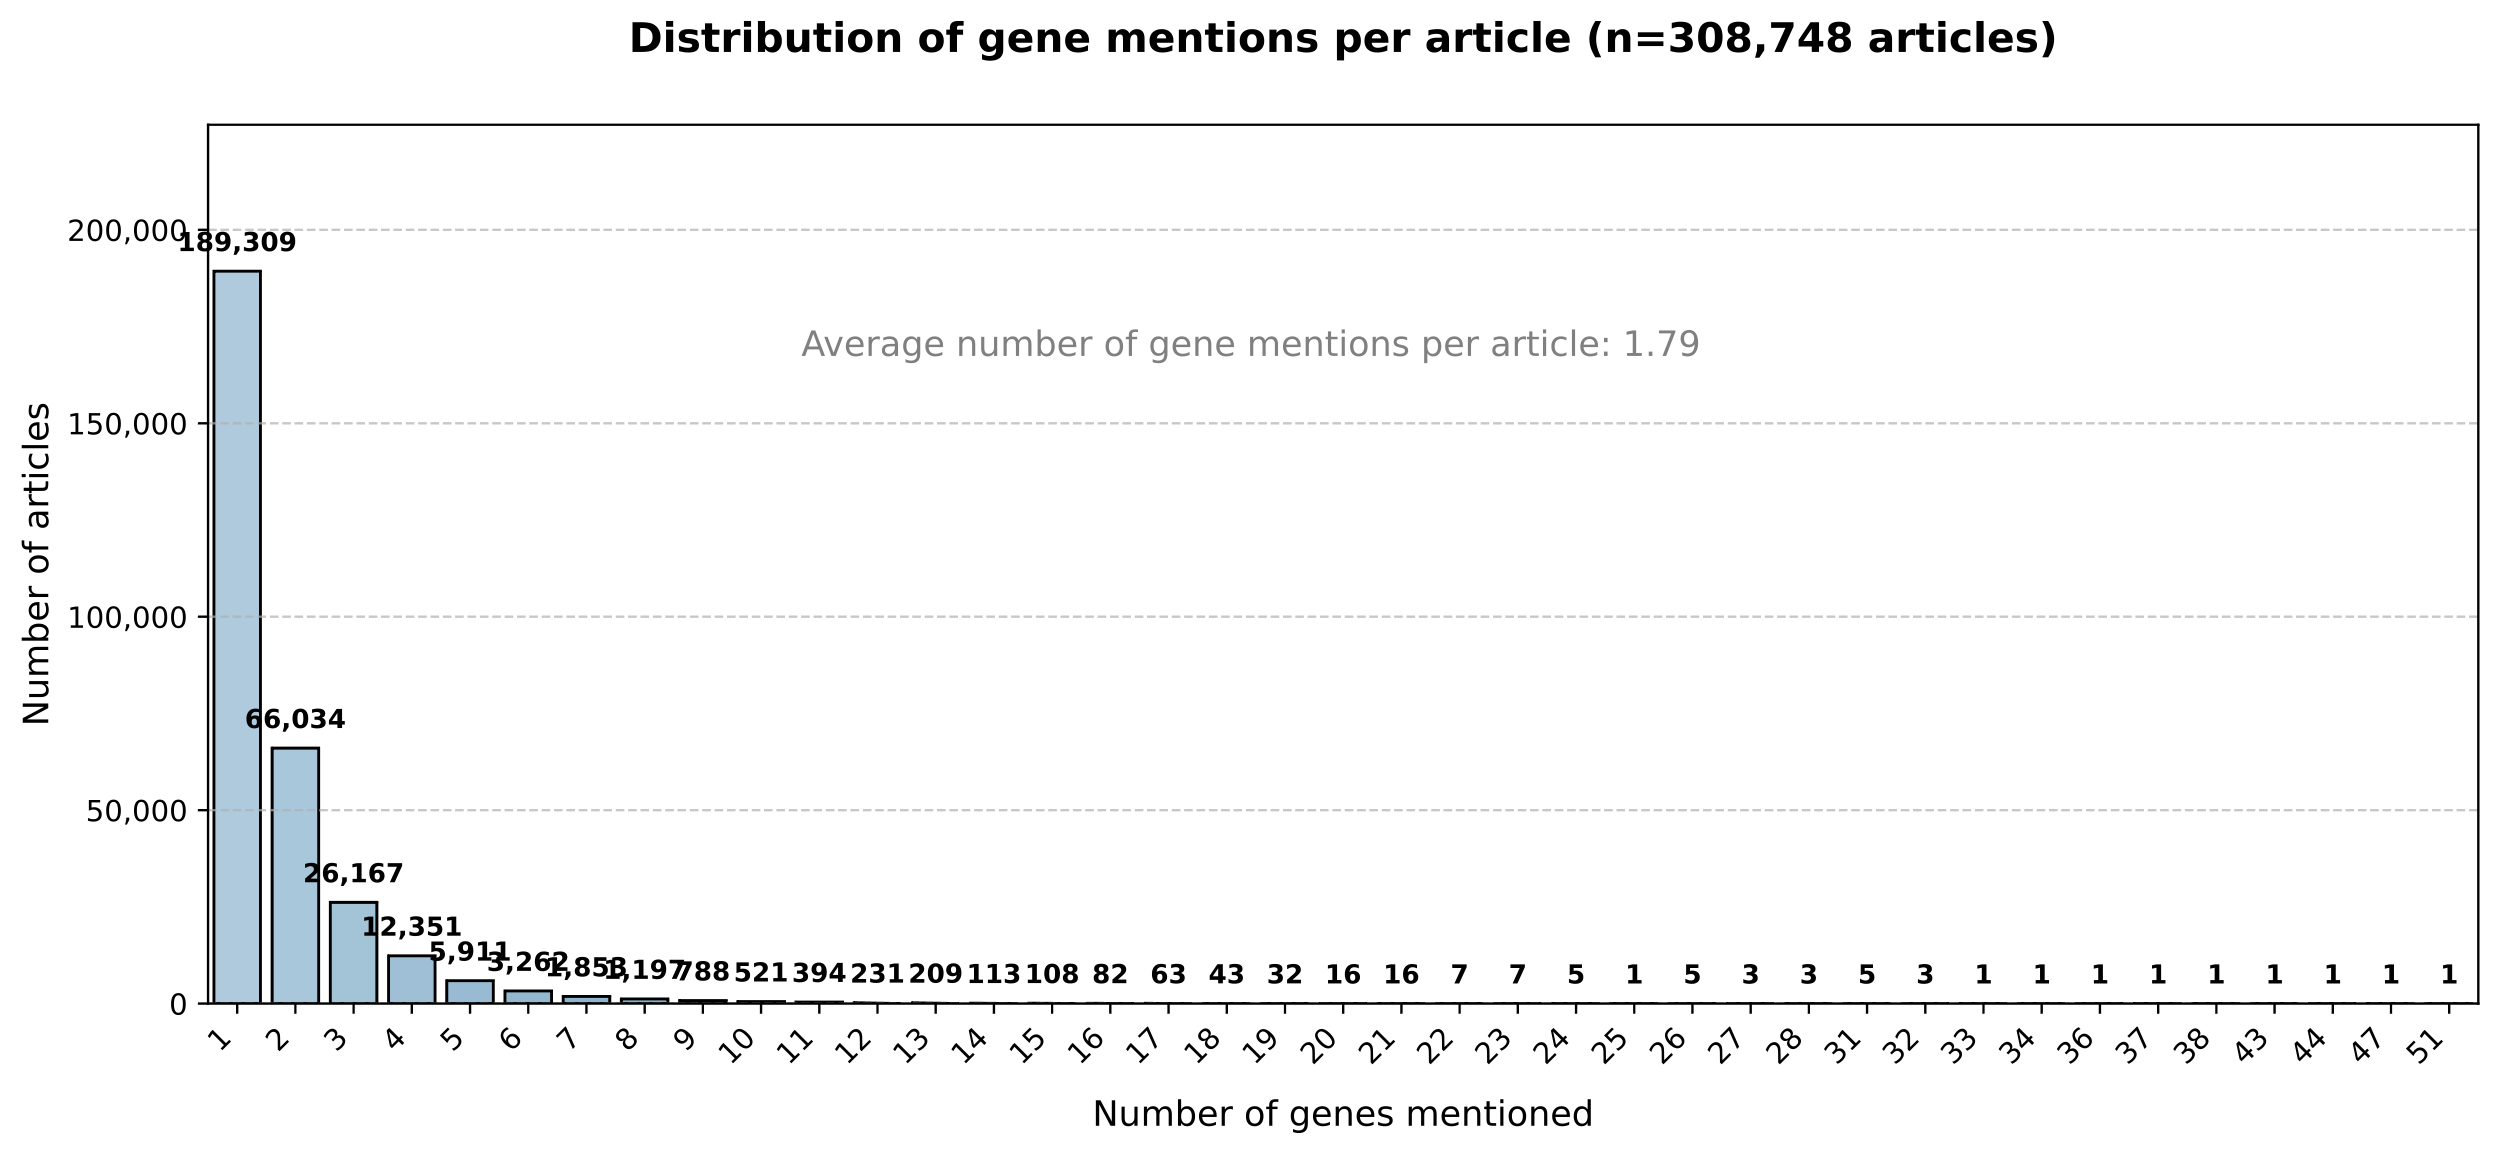 Distribution of gene mentions per article (n=308,748 articles)
200,000
189,309
Average number of gene mentions per article: 1.79
150,000
Number of articles
100,000
66,034
50,000
26,167
12,351
5,911
3,262
1,853
1,197
788 521 394 231 209 113 108 82 63 43 32 16 16 7 7 5 1 5 3 3 5 3 1 1 1 1 1 1 1 1 1
0
1 2 3 4 5 6 7 8 9 10 11 12 13 14 15 16 17 18 19 20 21 22 23 24 25 26 27 28 31 32 33 34 36 37 38 43 44 47 51
Number of genes mentioned